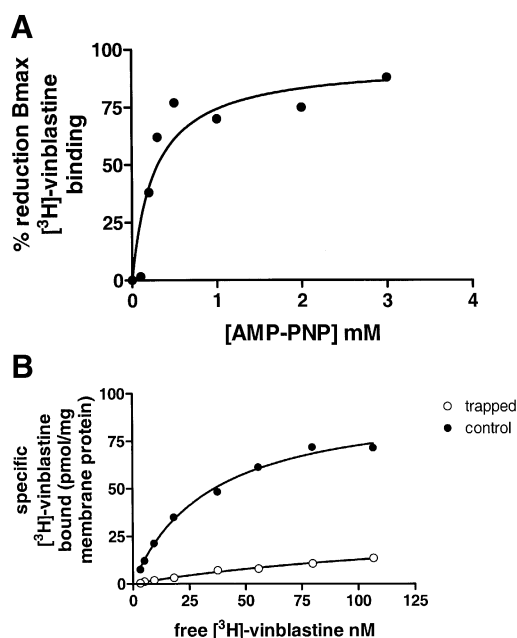 A
% reduction Bmax
[³H]-vinblastine
binding
100
75
50
25
0
0 1 2 3 4
[AMP-PNP] mM
B
specific
[³H]-vinblastine
bound (pmol/mg
membrane protein)
100
75
50
25
0
0 25 50 75 100 125
free [³H]-vinblastine nM
trapped
control